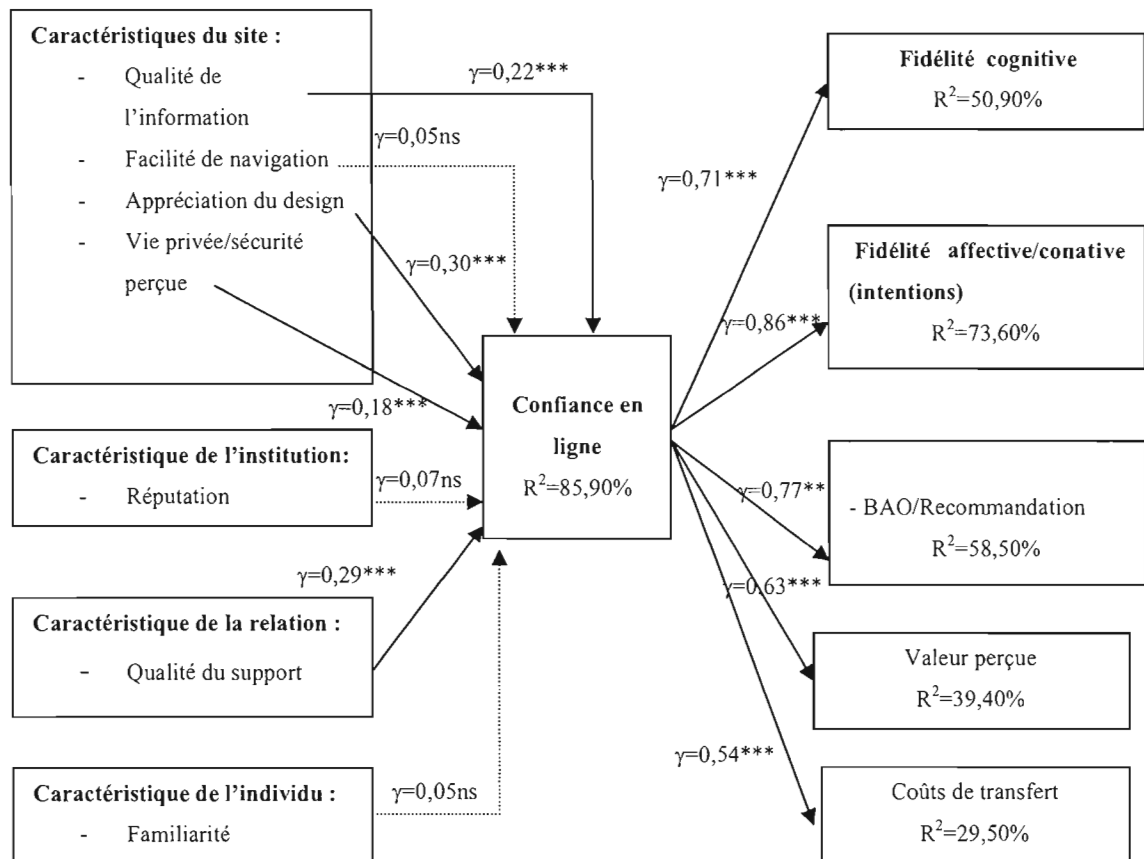 Caractéristiques du site :
- Qualité de
l'information
- Facilité de navigation
- Appréciation du design
- Vie privée/sécurité
perçue
γ=0,22***
γ=0,05ns
γ=0,30***
γ=0,18***
Caractéristique de l'institution:
- Réputation
γ=0,07ns
γ=0,29***
Caractéristique de la relation :
- Qualité du support
Caractéristique de l'individu :
- Familiarité
γ=0,05ns
Confiance en
ligne
R²=85,90%
γ=0,71***
γ=0,86***
γ=0,77**
γ=0,63***
γ=0,54***
Fidélité cognitive
R²=50,90%
Fidélité affective/conative
(intentions)
R²=73,60%
- BAO/Recommandation
R²=58,50%
Valeur perçue
R²=39,40%
Coûts de transfert
R²=29,50%